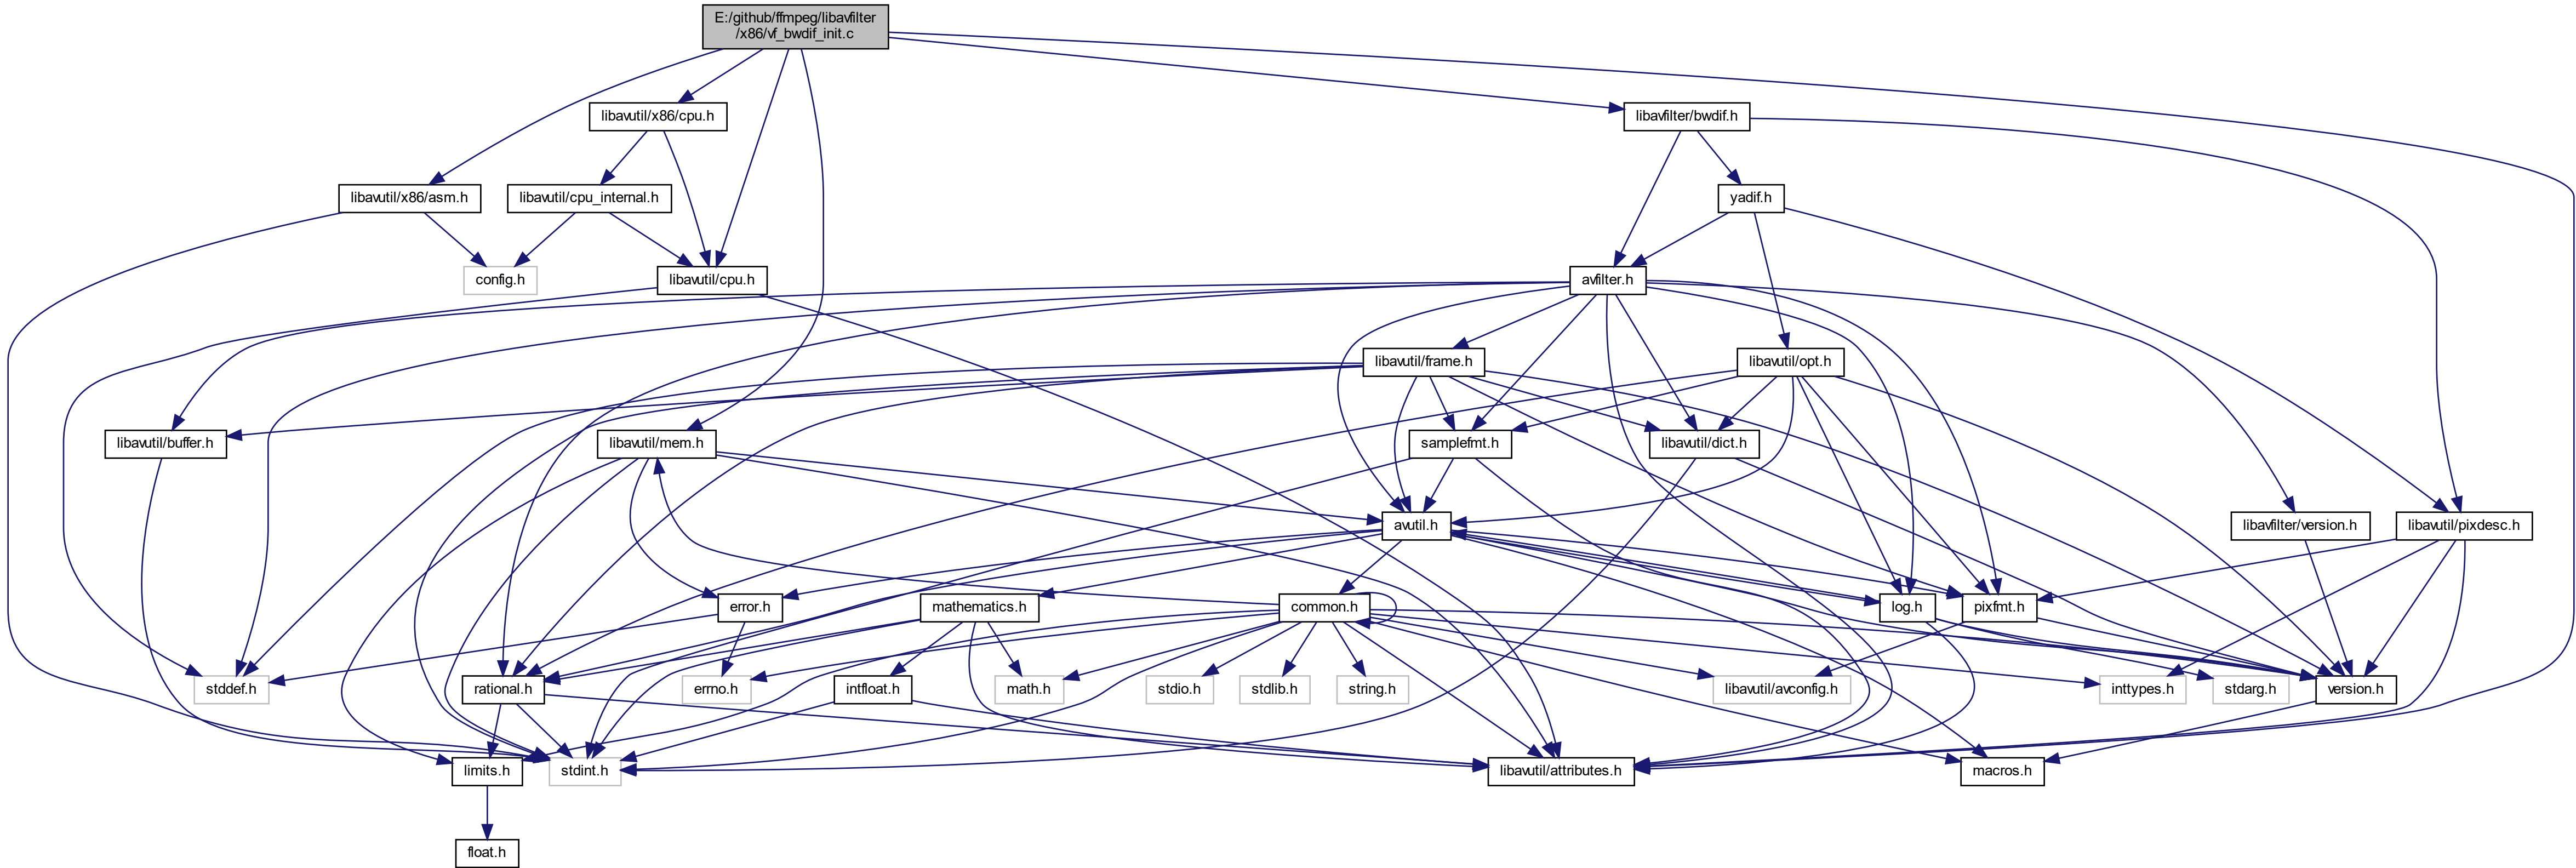 E:/github/ffmpeg/libavfilter
/x86/vf_bwdif_init.c
libavutil/x86/cpu.h
libavfilter/bwdif.h
libavutil/x86/asm.h
libavutil/cpu_internal.h
yadif.h
config.h
libavutil/cpu.h
avfilter.h
libavutil/frame.h
libavutil/opt.h
libavutil/buffer.h
libavutil/mem.h
samplefmt.h
libavutil/dict.h
avutil.h
libavfilter/version.h
libavutil/pixdesc.h
error.h
mathematics.h
common.h
log.h
pixfmt.h
stddef.h
rational.h
errno.h
intfloat.h
math.h
stdio.h
stdlib.h
string.h
libavutil/avconfig.h
inttypes.h
stdarg.h
version.h
limits.h
stdint.h
libavutil/attributes.h
macros.h
float.h